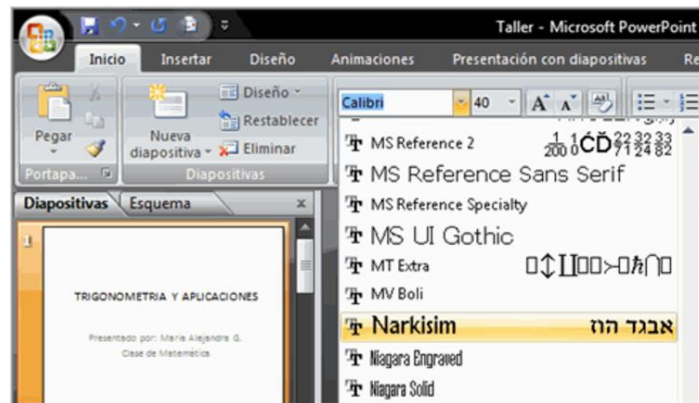 Taller - Microsoft PowerPoint
Inicio Insertar Diseño Animaciones Presentación con diapositivas Re
Pegar
Portapa...
Nueva
diapositiva
Diseño
Restablecer
Eliminar
Diapositivas
Calibri 40
MS Reference 2
MS Reference Sans Serif
MS Reference Specialty
MS UI Gothic
MT Extra
MV Boli
Narkisim אבגד הוז
Niagara Engraved
Niagara Solid
Diapositivas Esquema
1
TRIGONOMETRIA Y APLICACIONES
Presentado por: Maria Alejandra G.
Clase de Matemática